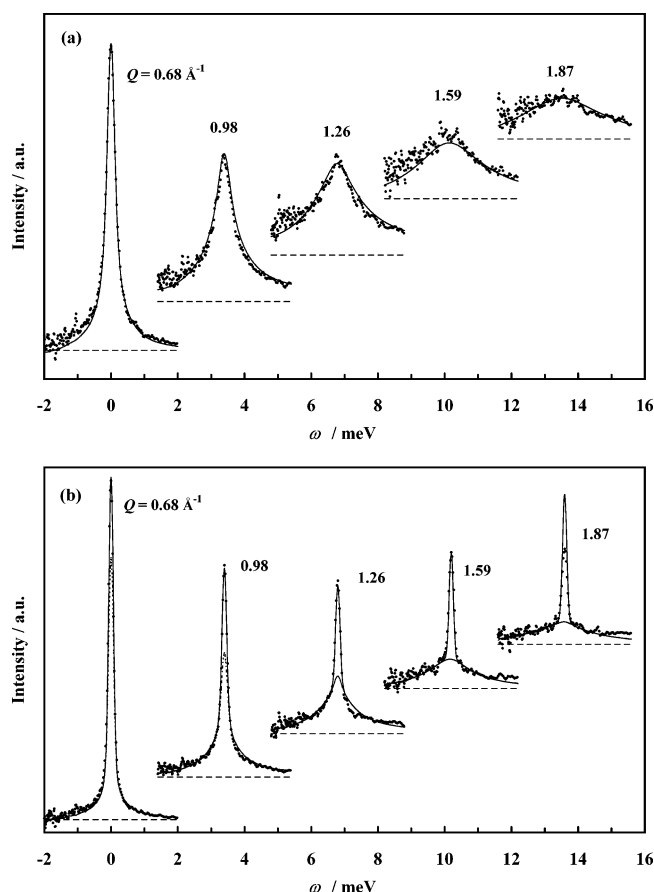 (a)
Q = 0.68 Å-1
0.98
1.26
1.59
1.87
Intensity / a.u.
-2 0 2 4 6 8 10 12 14 16
ω / meV
(b)
Q = 0.68 Å-1
0.98
1.26
1.59
1.87
Intensity / a.u.
-2 0 2 4 6 8 10 12 14 16
ω / meV